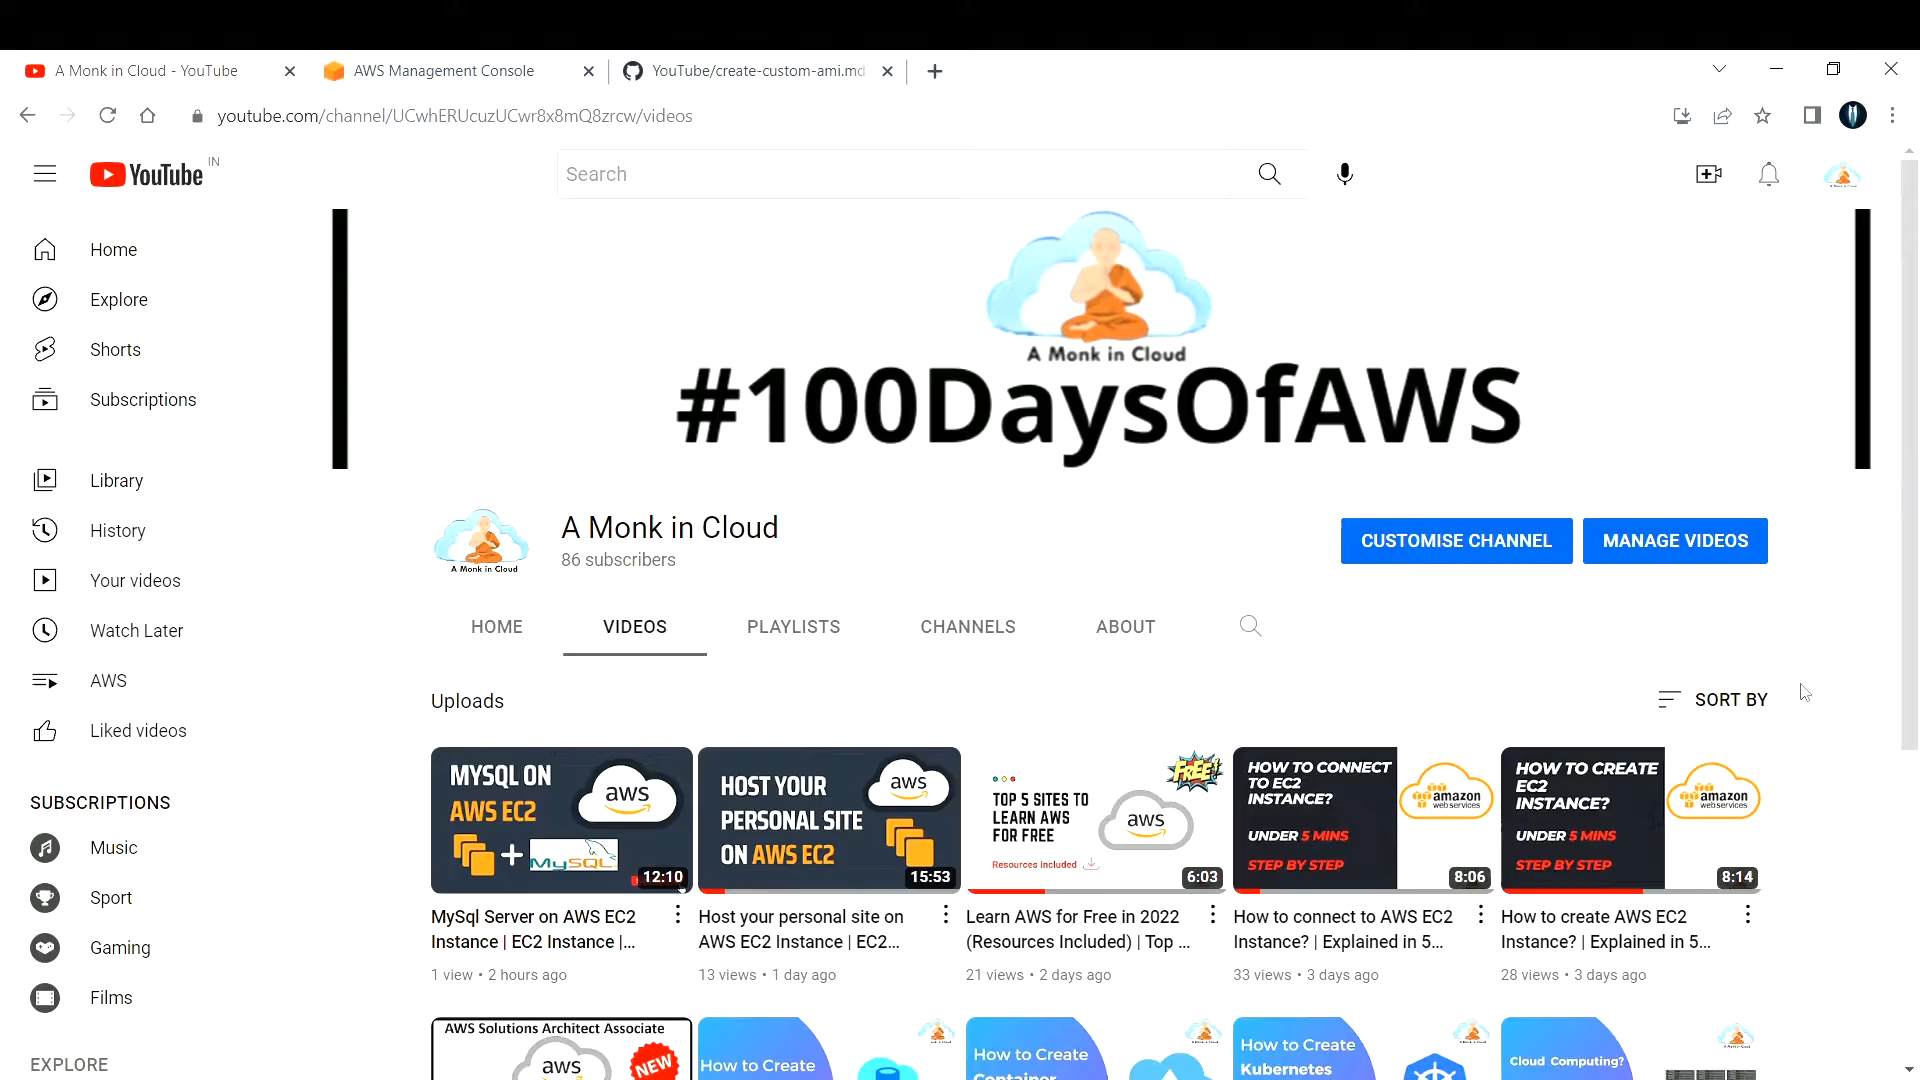 A Monk in Cloud - YouTube
AWS Management Console
YouTube/create-custom-ami.md
youtube.com/channel/UCwhERUcuzUCwr8x8mQ8zrcw/videos
YouTube IN
Search
Home
Explore
Shorts
Subscriptions
Library
History
Your videos
Watch Later
AWS
Liked videos
SUBSCRIPTIONS
Music
Sport
Gaming
Films
EXPLORE
A Monk in Cloud
#100DaysOfAWS
A Monk in Cloud
A Monk in Cloud
86 subscribers
CUSTOMISE CHANNEL
MANAGE VIDEOS
HOME
VIDEOS
PLAYLISTS
CHANNELS
ABOUT
Uploads
SORT BY
MYSQL ON
AWS EC2
aws
+
MySQL
12:10
MySql Server on AWS EC2
Instance | EC2 Instance |...
1 view • 2 hours ago
HOST YOUR
PERSONAL SITE
ON AWS EC2
aws
15:53
Host your personal site on
AWS EC2 Instance | EC2...
13 views • 1 day ago
FREE!
TOP 5 SITES TO
LEARN AWS
FOR FREE
aws
Resources Included
6:03
Learn AWS for Free in 2022
(Resources Included) | Top ...
21 views • 2 days ago
HOW TO CONNECT
TO EC2
INSTANCE?
UNDER 5 MINS
STEP BY STEP
amazon
web services
8:06
How to connect to AWS EC2
Instance? | Explained in 5...
33 views • 3 days ago
HOW TO CREATE
EC2
INSTANCE?
UNDER 5 MINS
STEP BY STEP
amazon
web services
8:14
How to create AWS EC2
Instance? | Explained in 5...
28 views • 3 days ago
AWS Solutions Architect Associate
aws
NEW
How to Create
How to Create
Container
How to Create
Kubernetes
Cloud Computing?